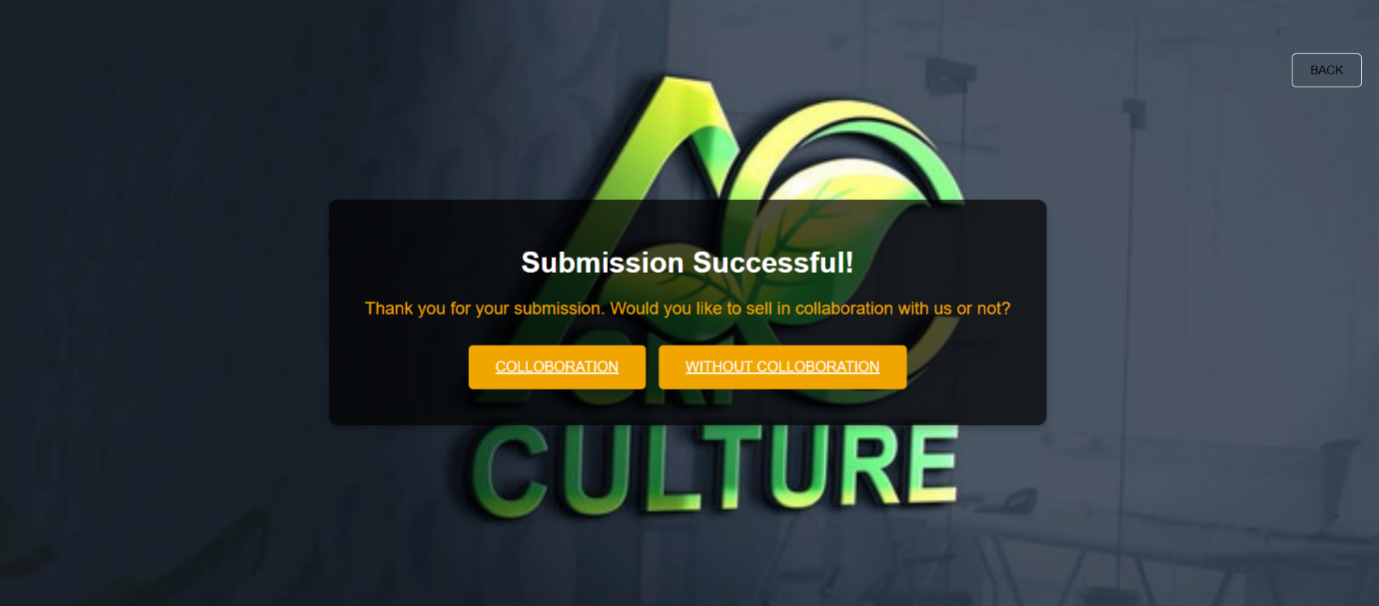 BACK
Submission Successful!
Thank you for your submission. Would you like to sell in collaboration with us or not?
COLLOBORATION
WITHOUT COLLOBORATION
CULTURE